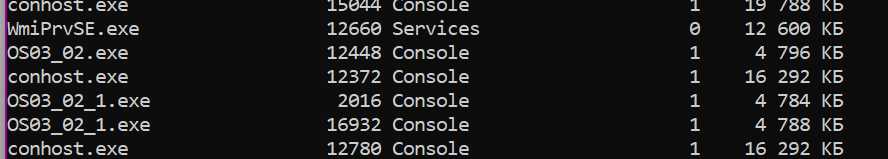 conhost.exe 15044 Console 1 19 788 КБ
WmiPrvSE.exe 12660 Services 0 12 600 КБ
OS03_02.exe 12448 Console 1 4 796 КБ
conhost.exe 12372 Console 1 16 292 КБ
OS03_02_1.exe 2016 Console 1 4 784 КБ
OS03_02_1.exe 16932 Console 1 4 788 КБ
conhost.exe 12780 Console 1 16 292 КБ